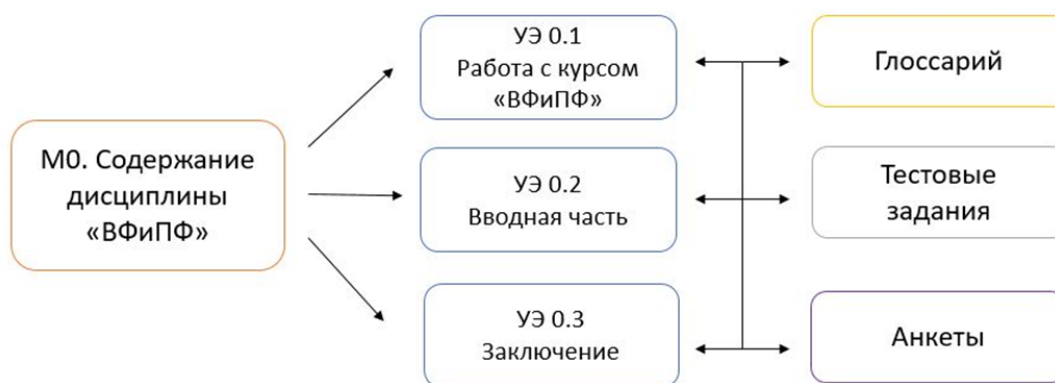 М0. Содержание
дисциплины
«ВФиПФ»
УЭ 0.1
Работа с курсом
«ВФиПФ»
УЭ 0.2
Вводная часть
УЭ 0.3
Заключение
Глоссарий
Тестовые
задания
Анкеты